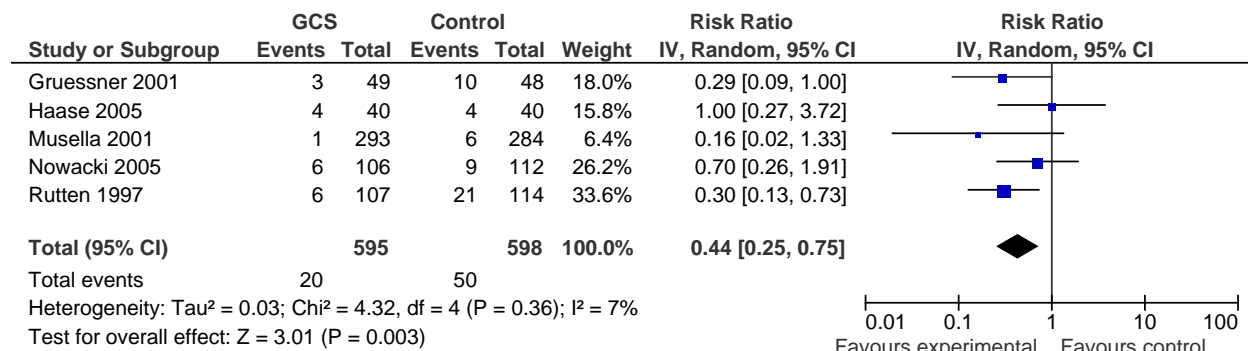 GCS Control Risk Ratio Risk Ratio
Study or Subgroup Events Total Events Total Weight IV, Random, 95% CI IV, Random, 95% CI
Gruessner 2001 3 49 10 48 18.0% 0.29 [0.09, 1.00]
Haase 2005 4 40 4 40 15.8% 1.00 [0.27, 3.72]
Musella 2001 1 293 6 284 6.4% 0.16 [0.02, 1.33]
Nowacki 2005 6 106 9 112 26.2% 0.70 [0.26, 1.91]
Rutten 1997 6 107 21 114 33.6% 0.30 [0.13, 0.73]
Total (95% CI) 595 598 100.0% 0.44 [0.25, 0.75]
Total events 20 50
Heterogeneity: Tau² = 0.03; Chi² = 4.32, df = 4 (P = 0.36); I² = 7%
Test for overall effect: Z = 3.01 (P = 0.003)
0.01 0.1 1 10 100
Favours experimental Favours control